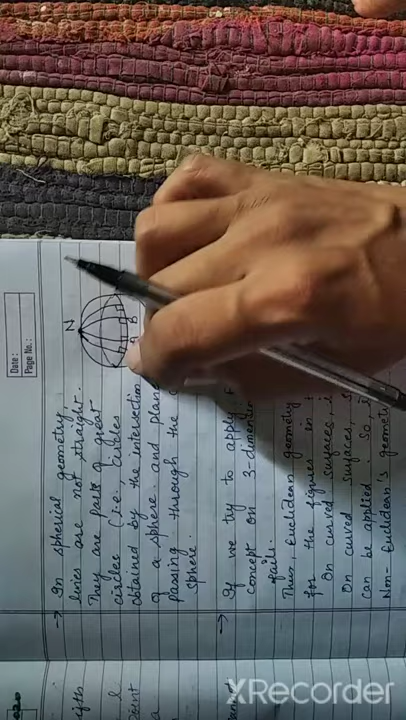 Date :
Page No.:
→ In spherical geometry,
lines are not straight.
They are parts of great
circles (i.e., circles
obtained by the intersection
of a sphere and plane
passing through the
sphere.
N
B
→ If we try to apply
concept on 3-dimention
fails.
Thus, Euclidean geometry
for the figures in
on curved surfaces,
on curved surfaces,
can be applied. So,
Non-Euclidean's geomet
XRecorder